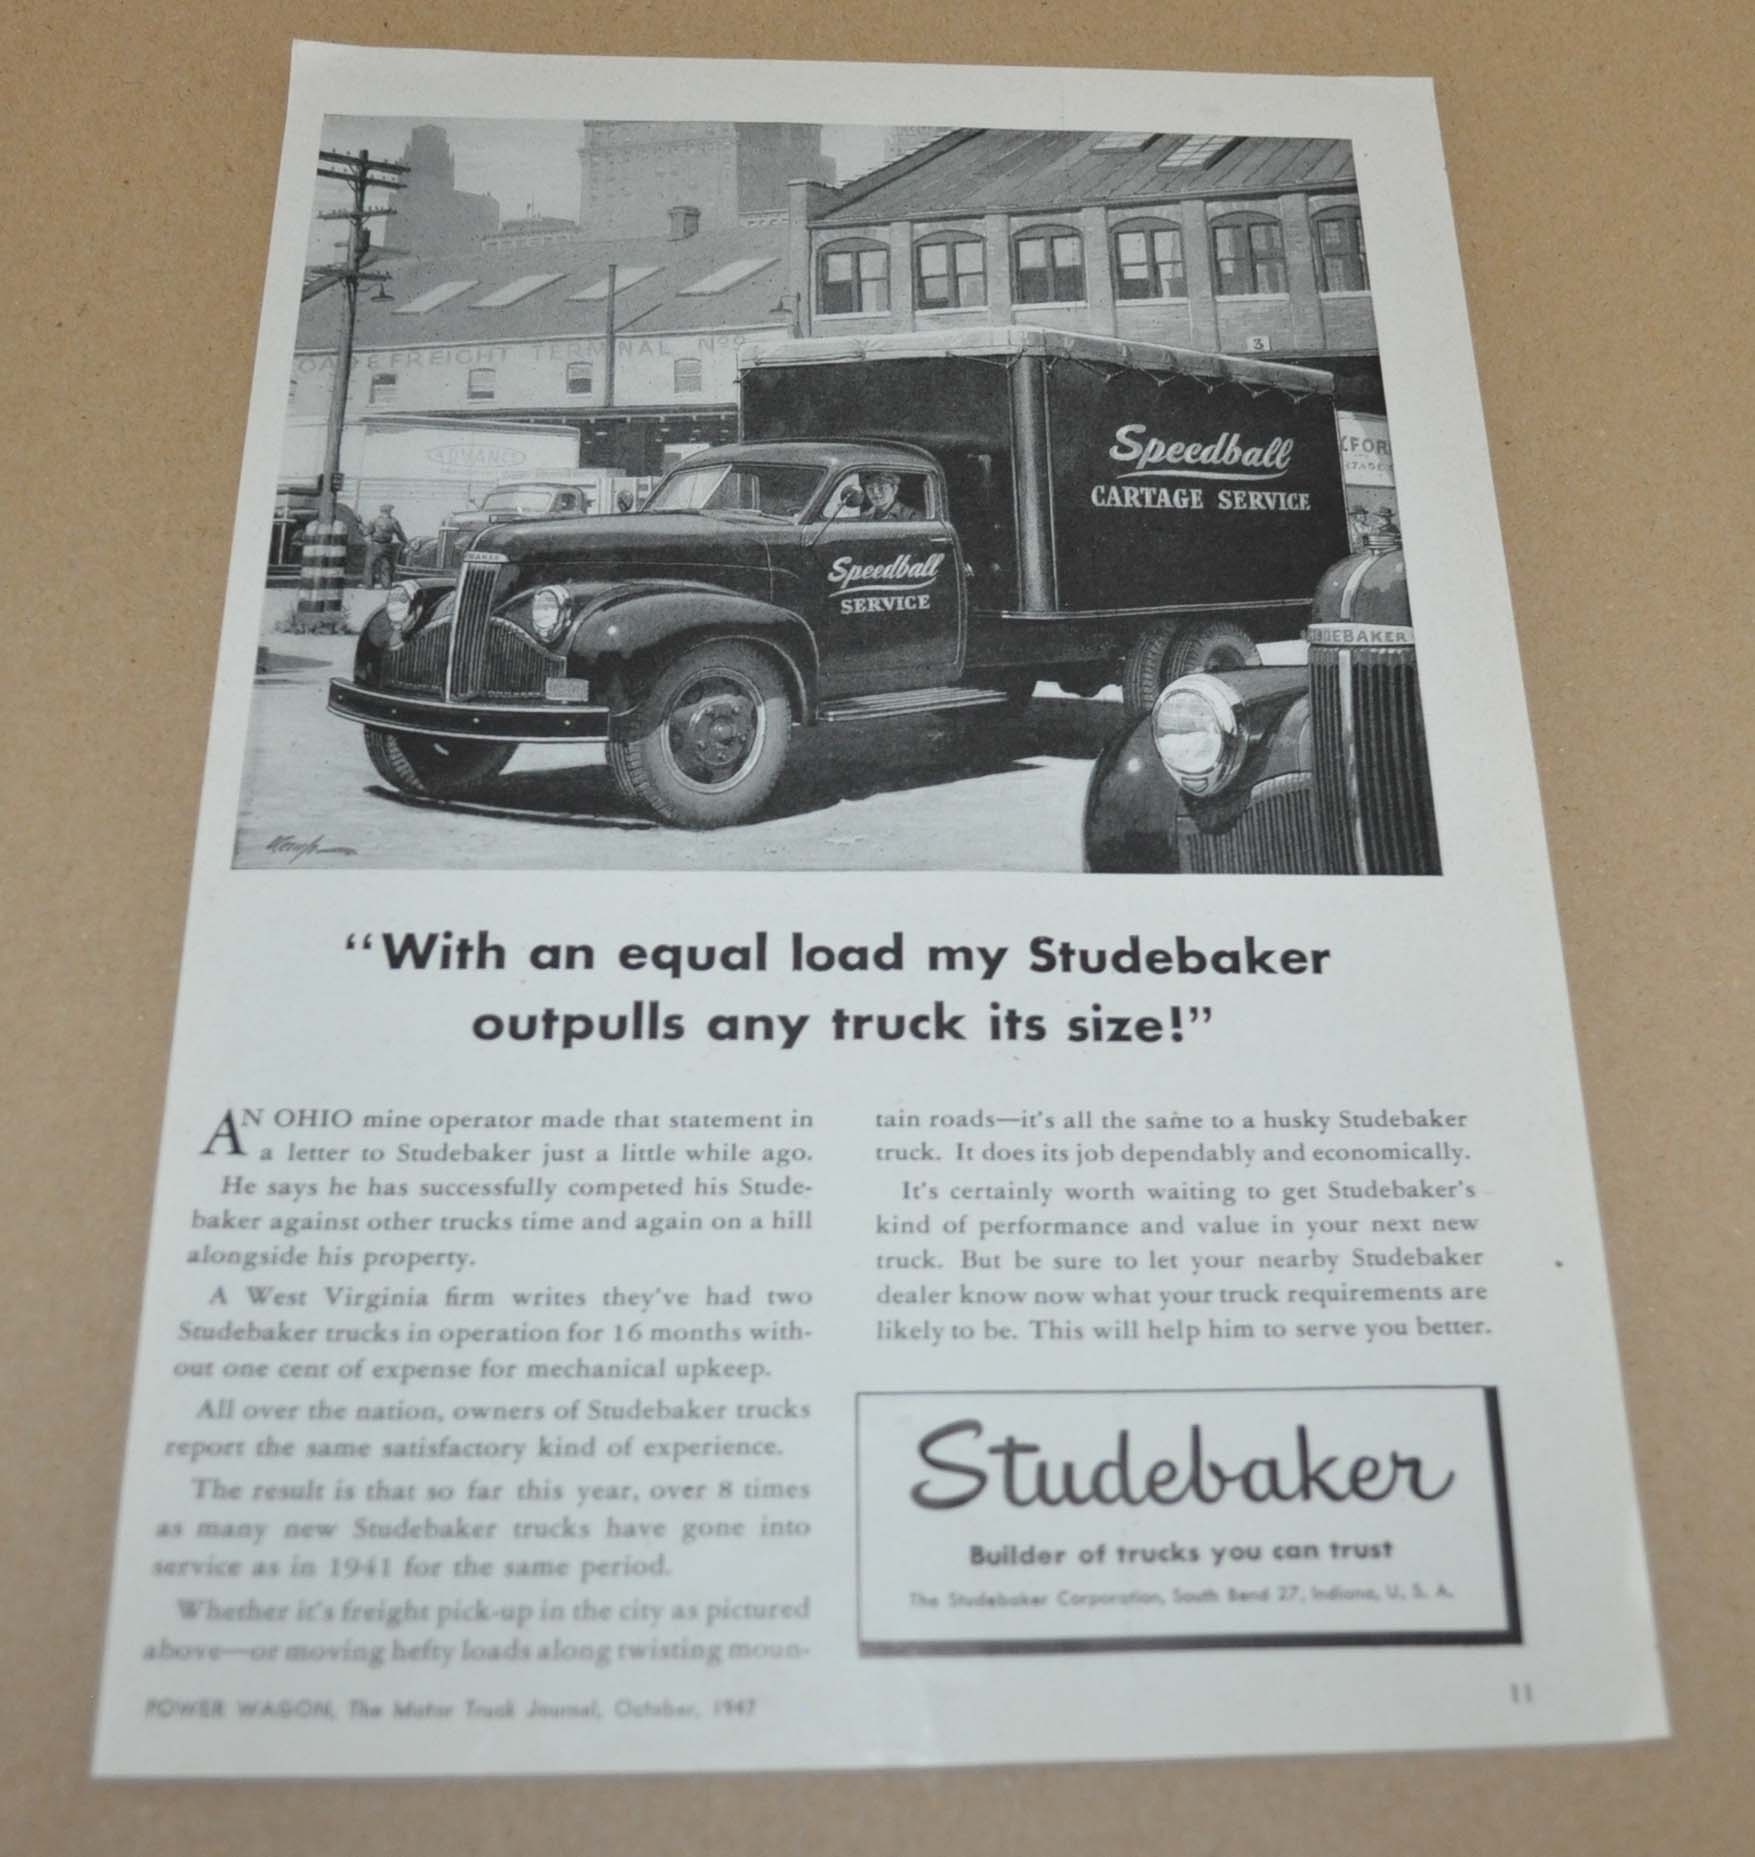 FREIGHT TERMINAL Nº9
ADVANCE
3
Speedball
CARTAGE SERVICE
Speedball
SERVICE
STUDEBAKER
“With an equal load my Studebaker
outpulls any truck its size!”
AN OHIO mine operator made that statement in
a letter to Studebaker just a little while ago.
He says he has successfully competed his Stude-
baker against other trucks time and again on a hill
alongside his property.
A West Virginia firm writes they've had two
Studebaker trucks in operation for 16 months with-
out one cent of expense for mechanical upkeep.
All over the nation, owners of Studebaker trucks
report the same satisfactory kind of experience.
The result is that so far this year, over 8 times
as many new Studebaker trucks have gone into
service as in 1941 for the same period.
Whether it's freight pick-up in the city as pictured
above—or moving hefty loads along twisting moun-
tain roads—it's all the same to a husky Studebaker
truck. It does its job dependably and economically.
It's certainly worth waiting to get Studebaker's
kind of performance and value in your next new
truck. But be sure to let your nearby Studebaker
dealer know now what your truck requirements are
likely to be. This will help him to serve you better.
Studebaker
Builder of trucks you can trust
The Studebaker Corporation, South Bend 27, Indiana, U. S. A.
POWER WAGON, The Motor Truck Journal, October, 1947
11